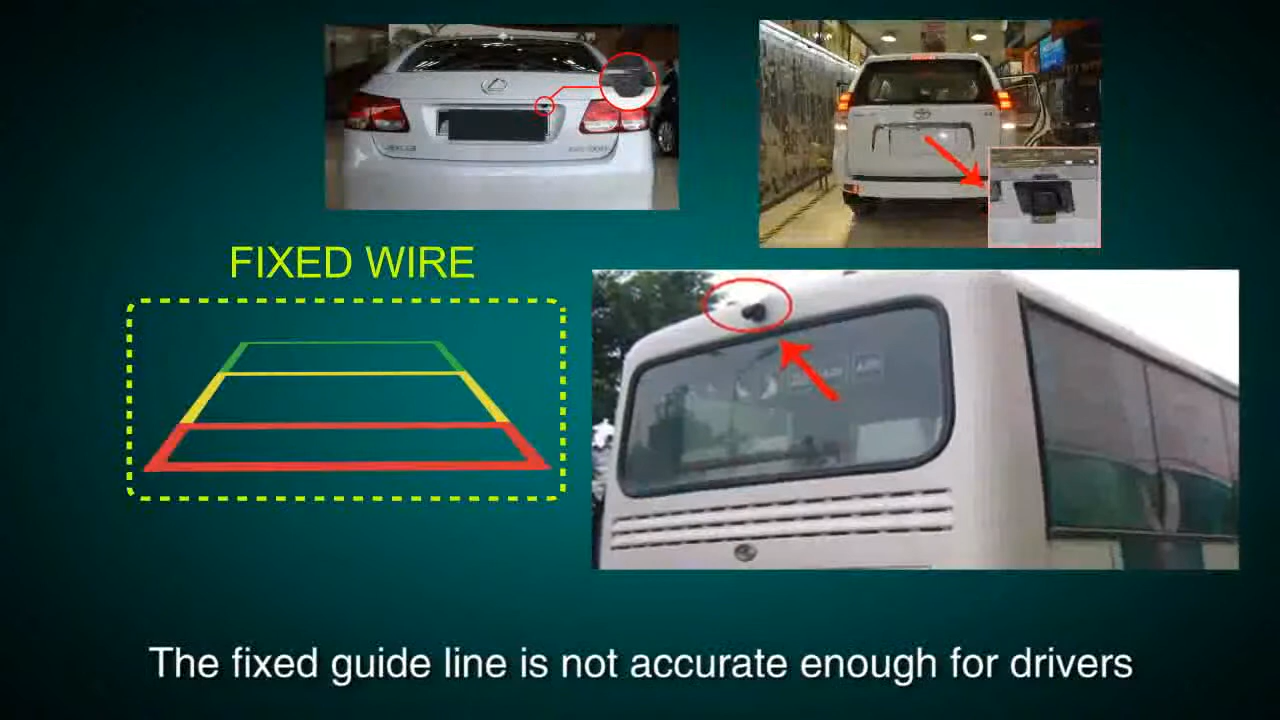 FIXED WIRE
The fixed guide line is not accurate enough for drivers